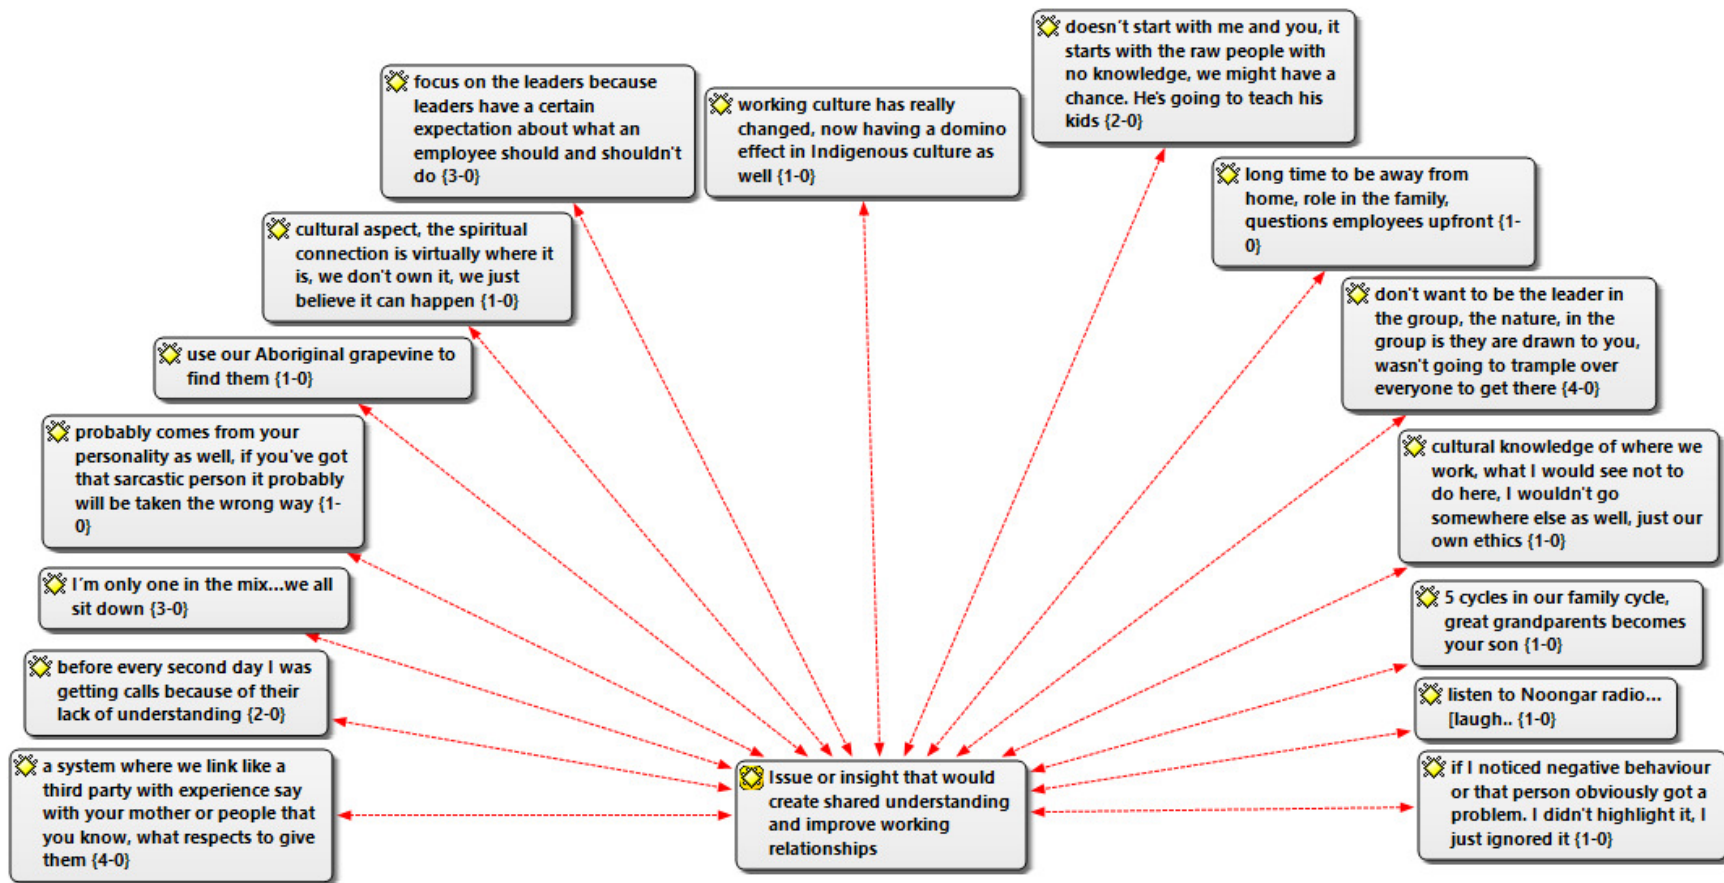 doesn't start with me and you, it
starts with the raw people with
no knowledge, we might have a
chance. He's going to teach his
kids {2-0}
focus on the leaders because
leaders have a certain
expectation about what an
employee should and shouldn't
do {3-0}
working culture has really
changed, now having a domino
effect in Indigenous culture as
well {1-0}
long time to be away from
home, role in the family,
questions employees upfront {1-
0}
cultural aspect, the spiritual
connection is virtually where it
is, we don't own it, we just
believe it can happen {1-0}
don't want to be the leader in
the group, the nature, in the
group is they are drawn to you,
wasn't going to trample over
everyone to get there {4-0}
use our Aboriginal grapevine to
find them {1-0}
probably comes from your
personality as well, if you've got
that sarcastic person it probably
will be taken the wrong way {1-
0}
cultural knowledge of where we
work, what I would see not to
do here, I wouldn't go
somewhere else as well, just our
own ethics {1-0}
I'm only one in the mix...we all
sit down {3-0}
5 cycles in our family cycle,
great grandparents becomes
your son {1-0}
before every second day I was
getting calls because of their
lack of understanding {2-0}
listen to Noongar radio...
[laugh.. {1-0}
a system where we link like a
third party with experience say
with your mother or people that
you know, what respects to give
them {4-0}
Issue or insight that would
create shared understanding
and improve working
relationships
if I noticed negative behaviour
or that person obviously got a
problem. I didn't highlight it, I
just ignored it {1-0}